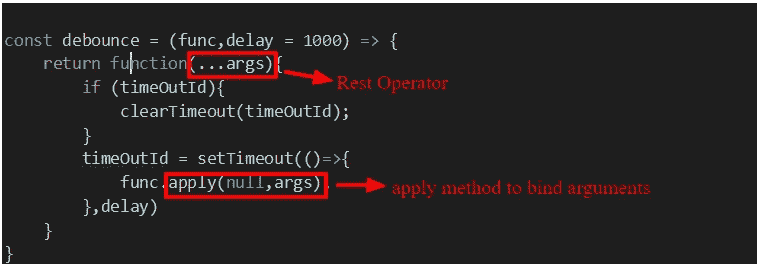 const debounce = (func,delay = 1000) => {
return function(...args){
Rest Operator
if (timeOutId){
clearTimeout(timeOutId);
}
timeOutId = setTimeout(()=>{
func.apply(null,args)
apply method to bind arguments
},delay)
}
}